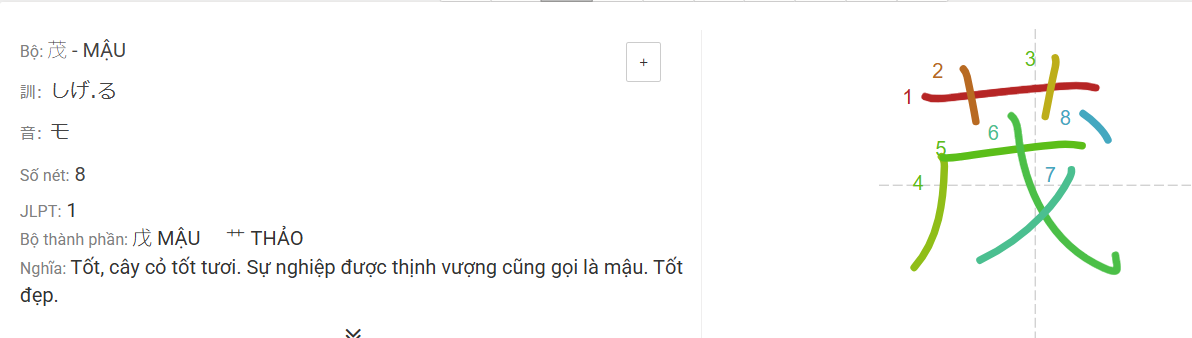 Bộ: 茂 - MẬU
+
訓: しげ.る
音: モ
Số nét: 8
JLPT: 1
Bộ thành phần: 戊 MẬU 艹 THẢO
Nghĩa: Tốt, cây cỏ tốt tươi. Sự nghiệp được thịnh vượng cũng gọi là mậu. Tốt
đẹp.
茂
1
2
3
4
5
6
7
8